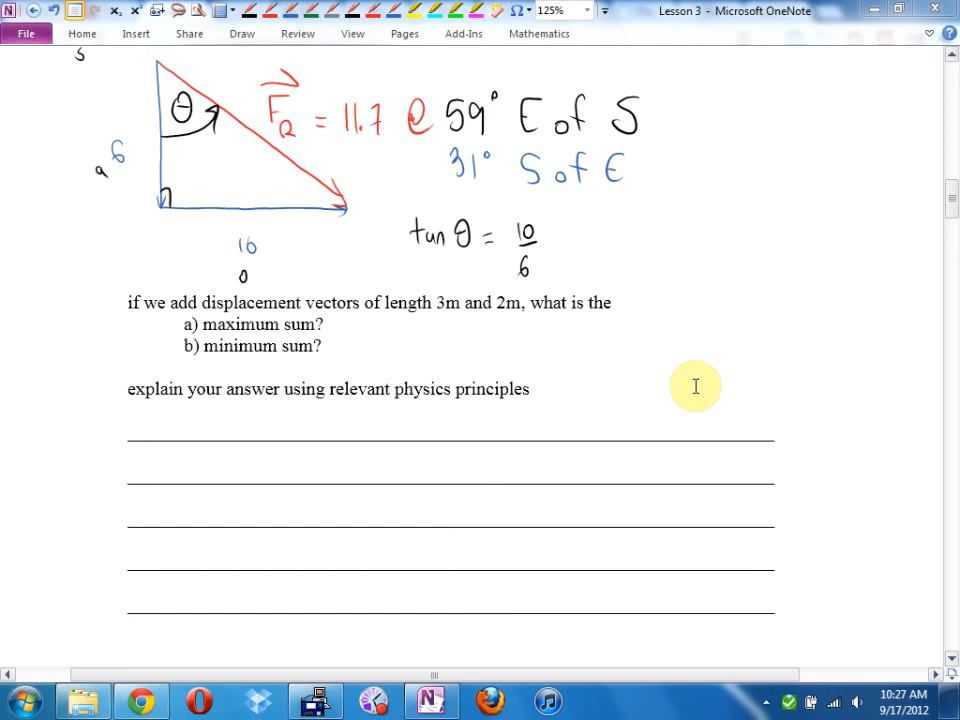 125%
Lesson 3 - Microsoft OneNote
File Home Insert Share Draw Review View Pages Add-Ins Mathematics
s
θ F_R = 11.7 @ 59° E of S
6 31° S of E
a
tan θ = 10/6
10
o
if we add displacement vectors of length 3m and 2m, what is the
a) maximum sum?
b) minimum sum?
explain your answer using relevant physics principles
10:27 AM
9/17/2012